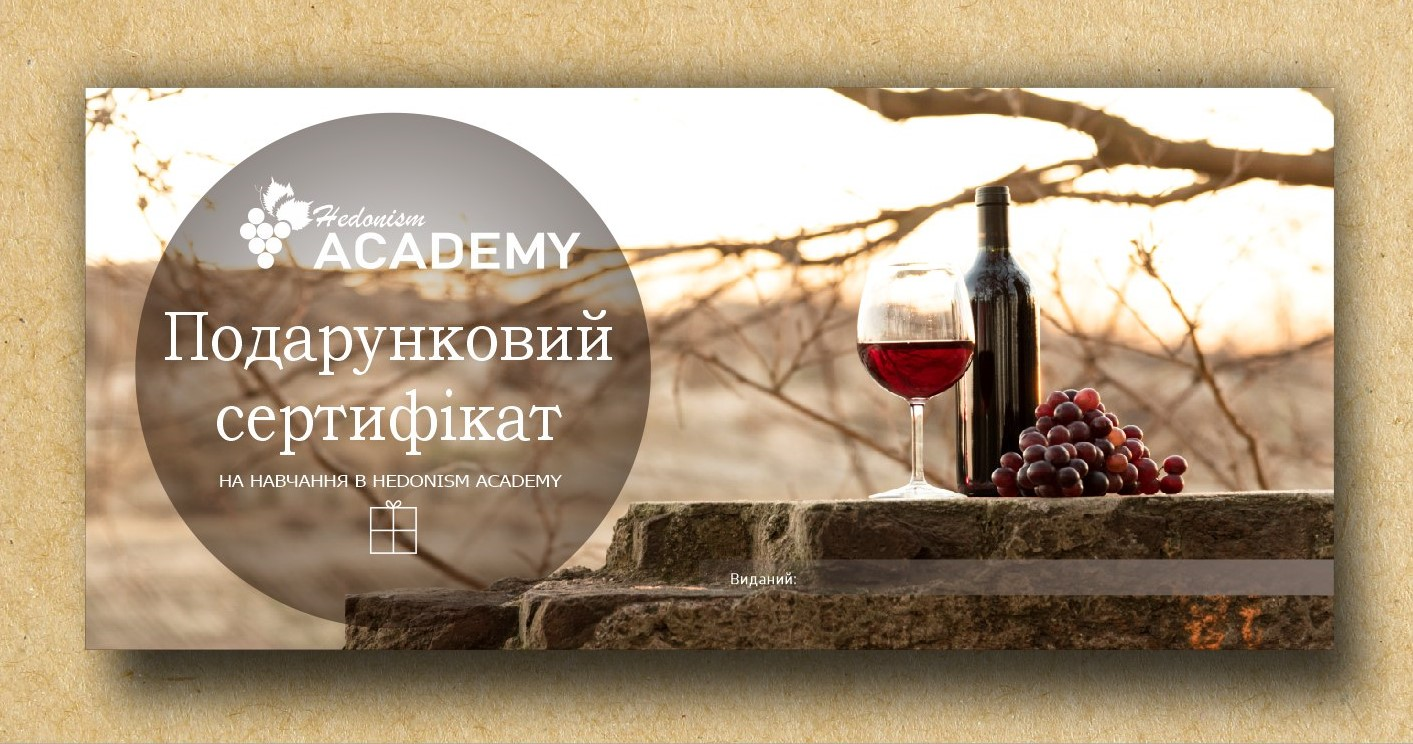 Hedonism
ACADEMY
Подарунковий
сертифікат
НА НАВЧАННЯ В HEDONISM ACADEMY
Виданий: